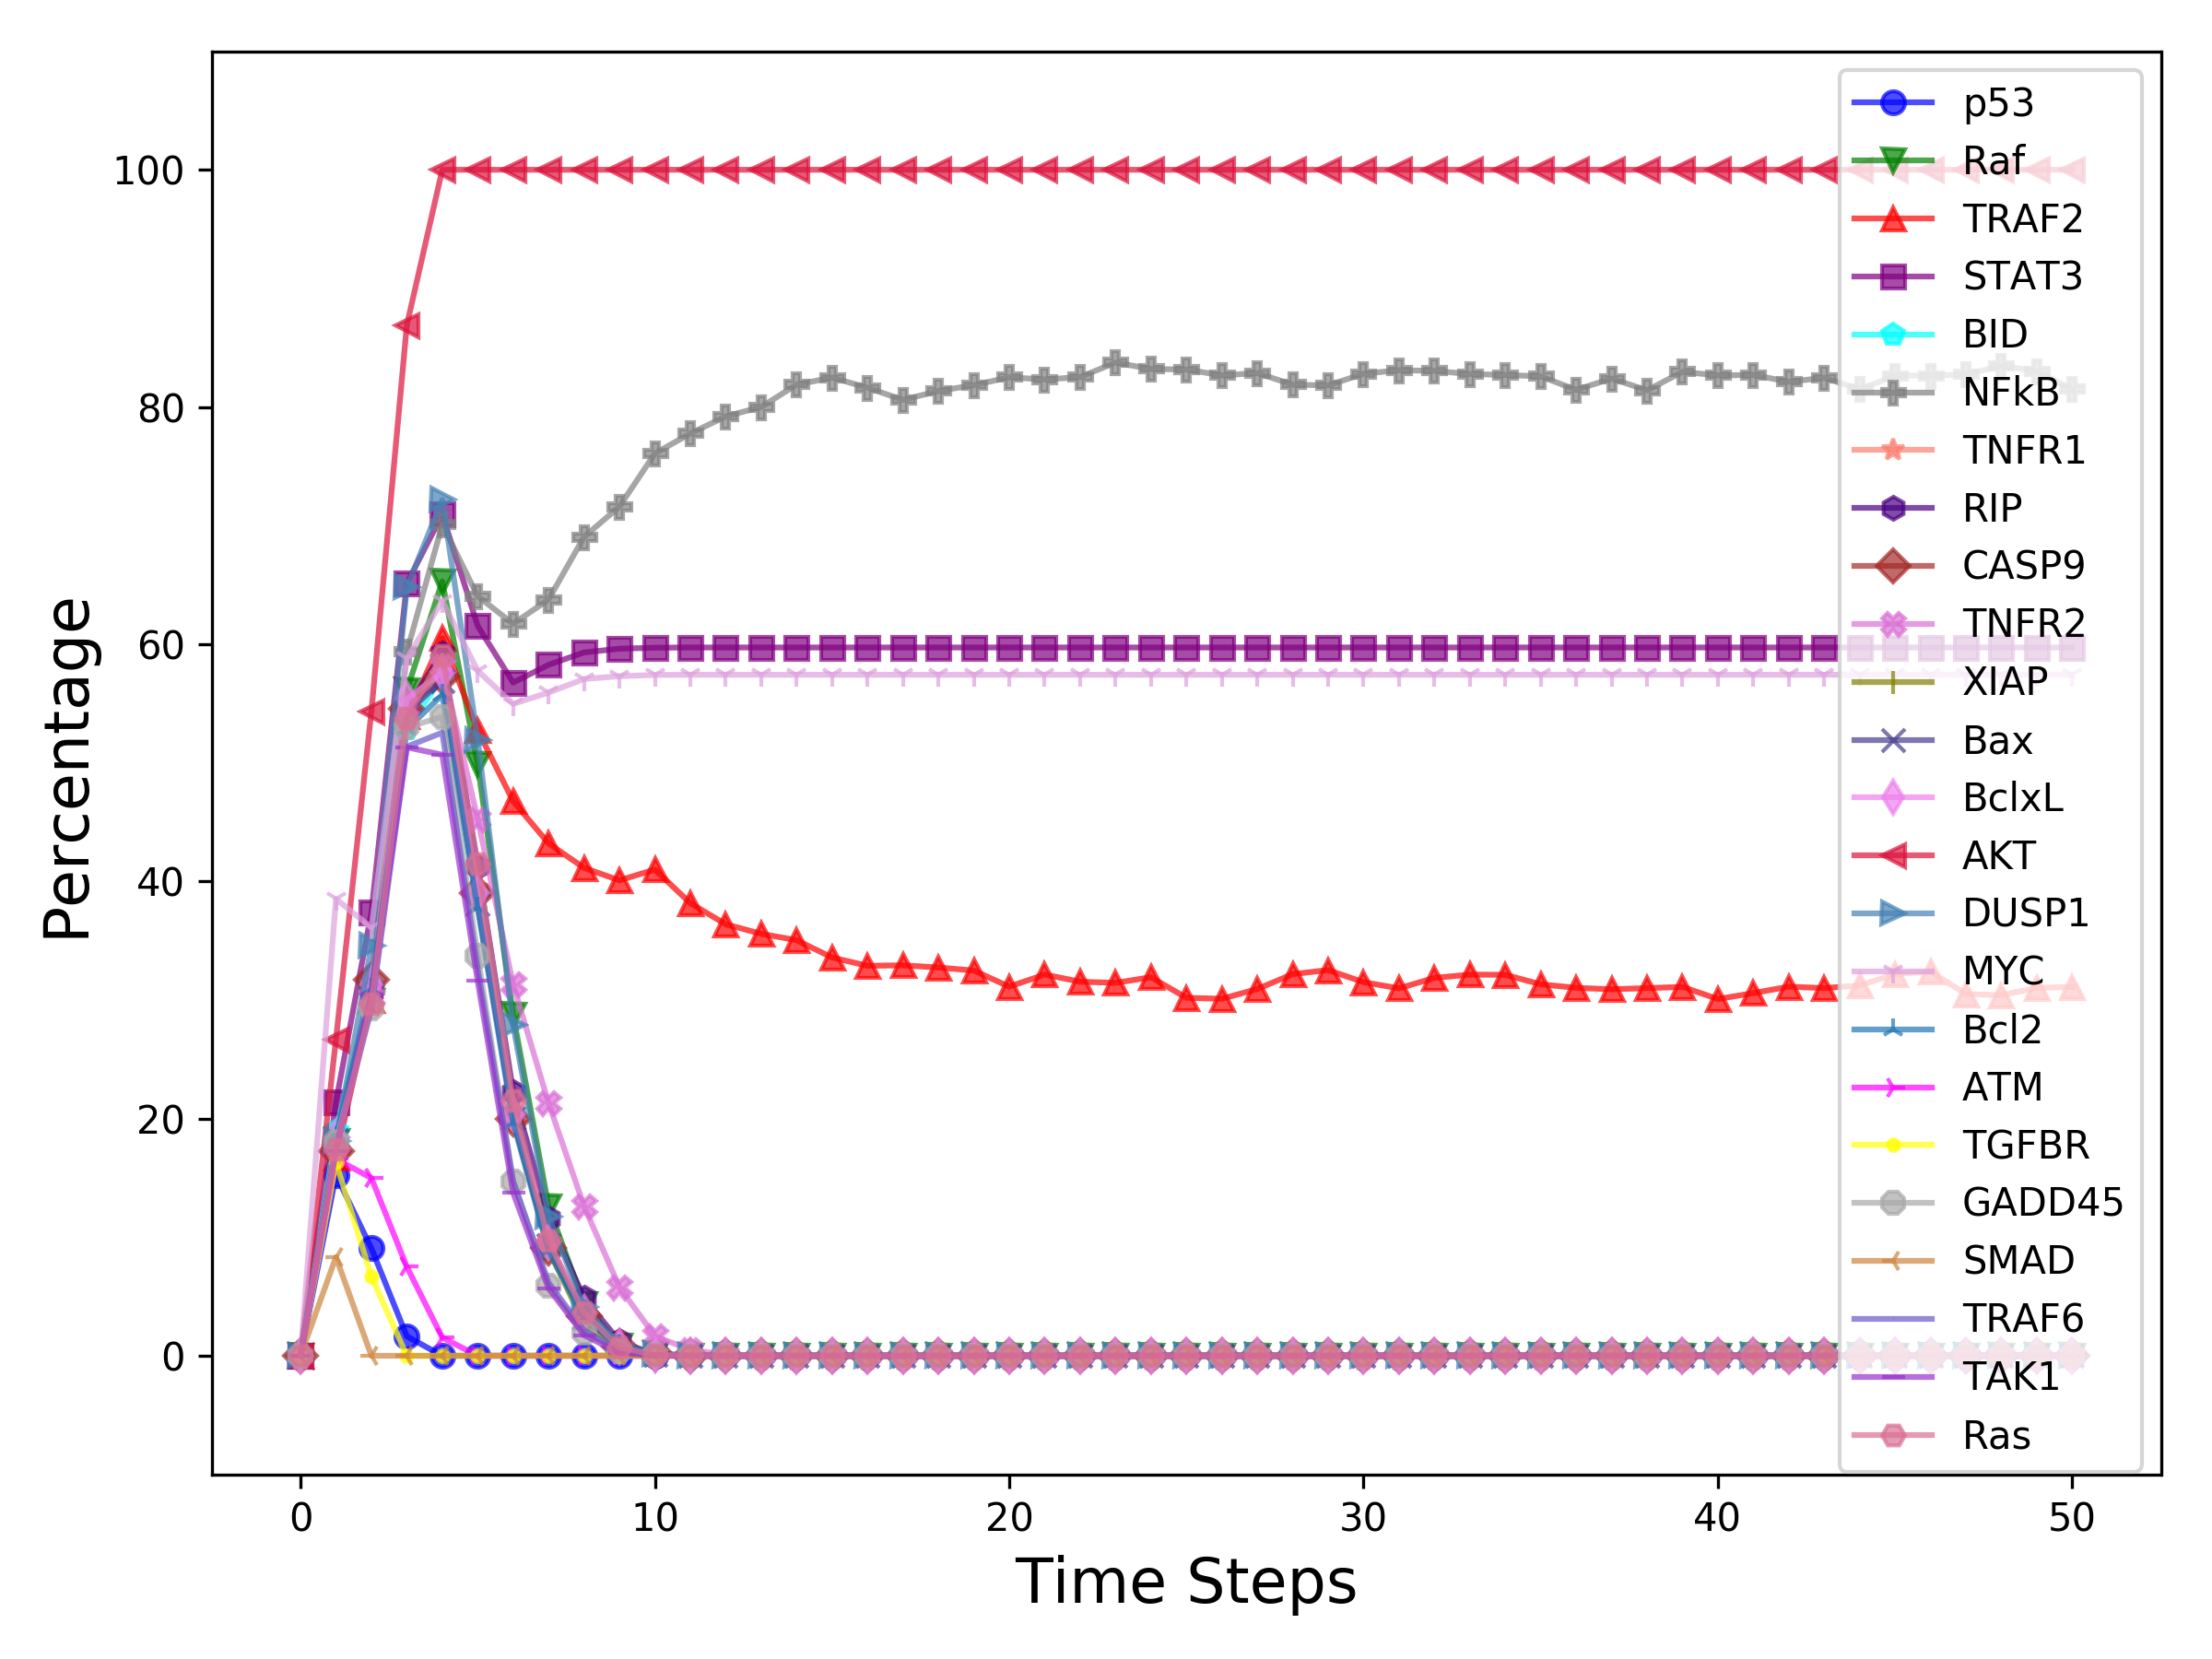 Percentage
100
80
60
40
20
0
0 10 20 30 40 50
Time Steps
p53
Raf
TRAF2
STAT3
BID
NFkB
TNFR1
RIP
CASP9
TNFR2
XIAP
Bax
BclxL
AKT
DUSP1
MYC
Bcl2
ATM
TGFBR
GADD45
SMAD
TRAF6
TAK1
Ras